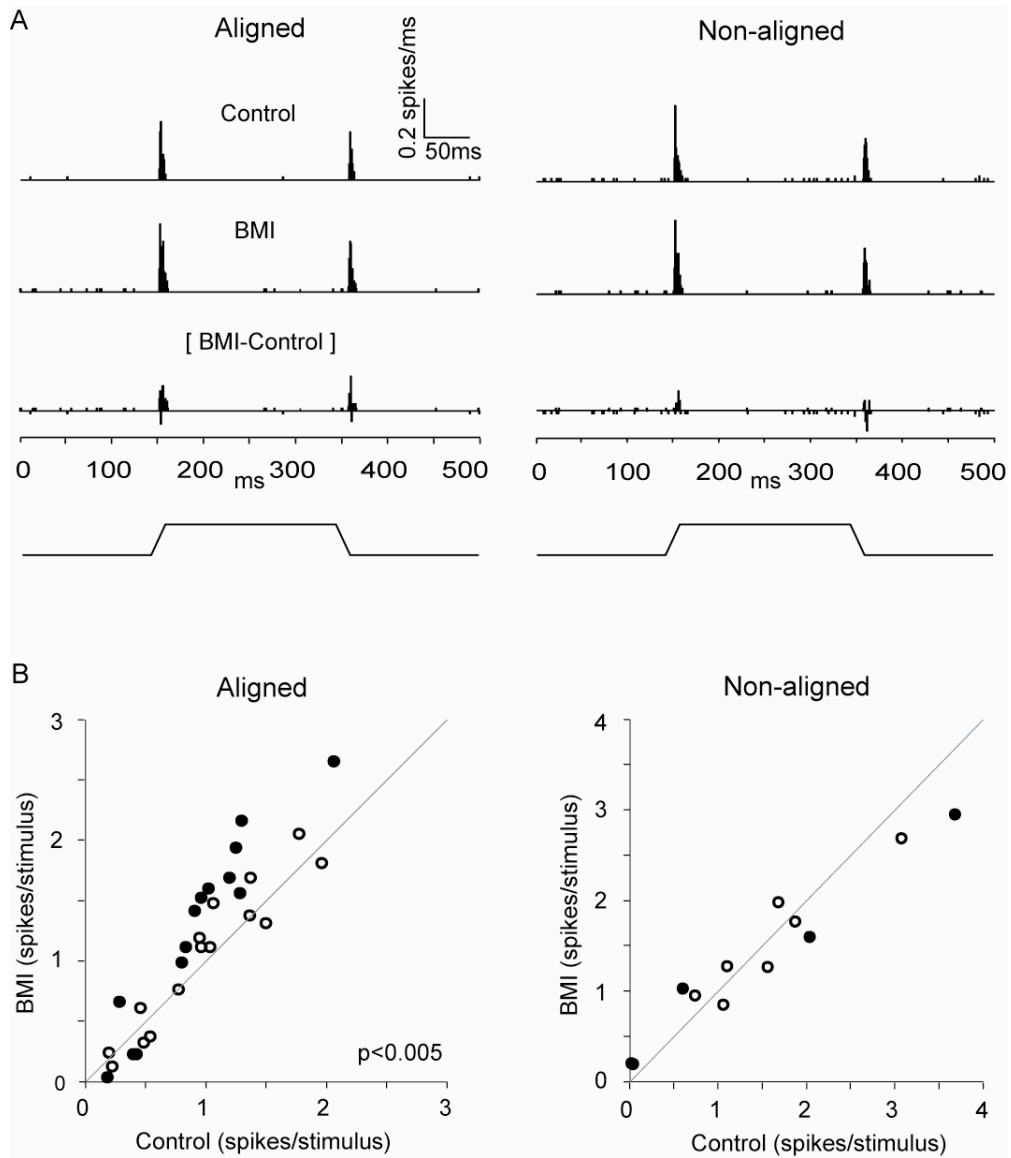 A
Aligned
Non-aligned
Control
0.2 spikes/ms
50ms
BMI
[ BMI-Control ]
0 100 200 ms 300 400 500
0 100 200 ms 300 400 500
B
Aligned
Non-aligned
BMI (spikes/stimulus)
3
2
1
0
p<0.005
0 1 2 3
Control (spikes/stimulus)
BMI (spikes/stimulus)
4
3
2
1
0
0 1 2 3 4
Control (spikes/stimulus)